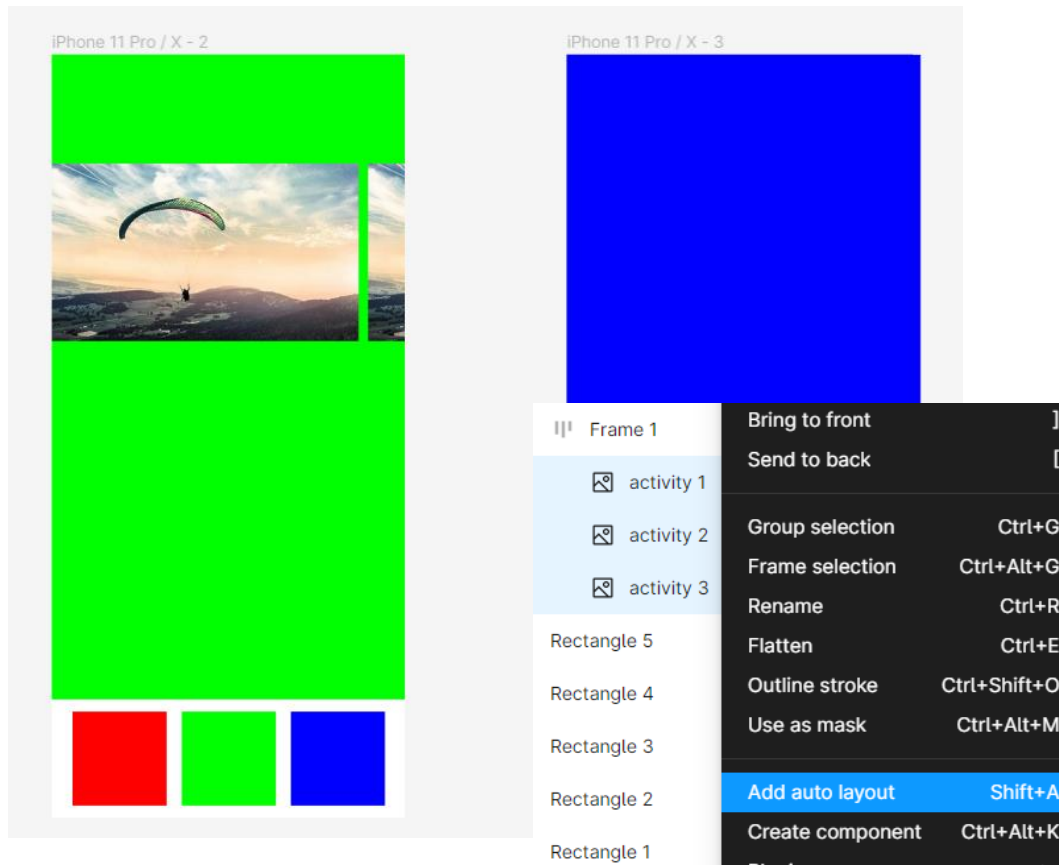 iPhone 11 Pro / X - 2
iPhone 11 Pro / X - 3
Frame 1
activity 1
activity 2
activity 3
Rectangle 5
Rectangle 4
Rectangle 3
Rectangle 2
Rectangle 1
Bring to front ]
Send to back [
Group selection Ctrl+G
Frame selection Ctrl+Alt+G
Rename Ctrl+R
Flatten Ctrl+E
Outline stroke Ctrl+Shift+O
Use as mask Ctrl+Alt+M
Add auto layout Shift+A
Create component Ctrl+Alt+K